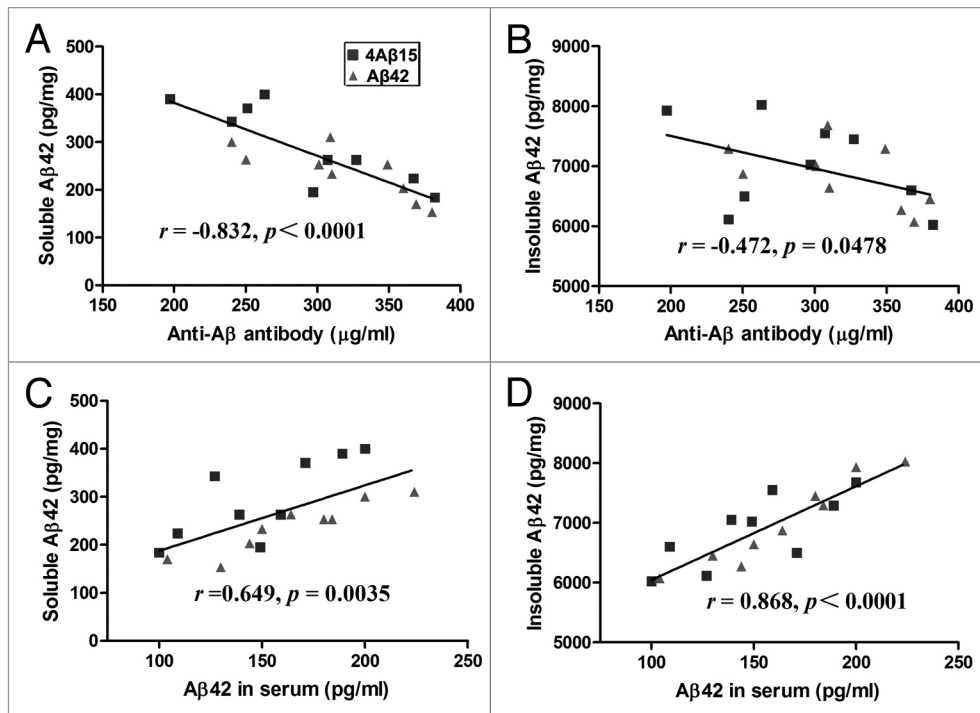 A
500
400
300
200
100
0
Soluble Aβ42 (pg/mg)
4Aβ15
Aβ42
r = -0.832, p < 0.0001
150 200 250 300 350 400
Anti-Aβ antibody (μg/ml)
B
9000
8000
7000
6000
5000
Insoluble Aβ42 (pg/mg)
r = -0.472, p = 0.0478
150 200 250 300 350 400
Anti-Aβ antibody (μg/ml)
C
500
400
300
200
100
0
Soluble Aβ42 (pg/mg)
r =0.649, p = 0.0035
100 150 200 250
Aβ42 in serum (pg/ml)
D
9000
8000
7000
6000
5000
Insoluble Aβ42 (pg/mg)
r = 0.868, p < 0.0001
100 150 200 250
Aβ42 in serum (pg/ml)